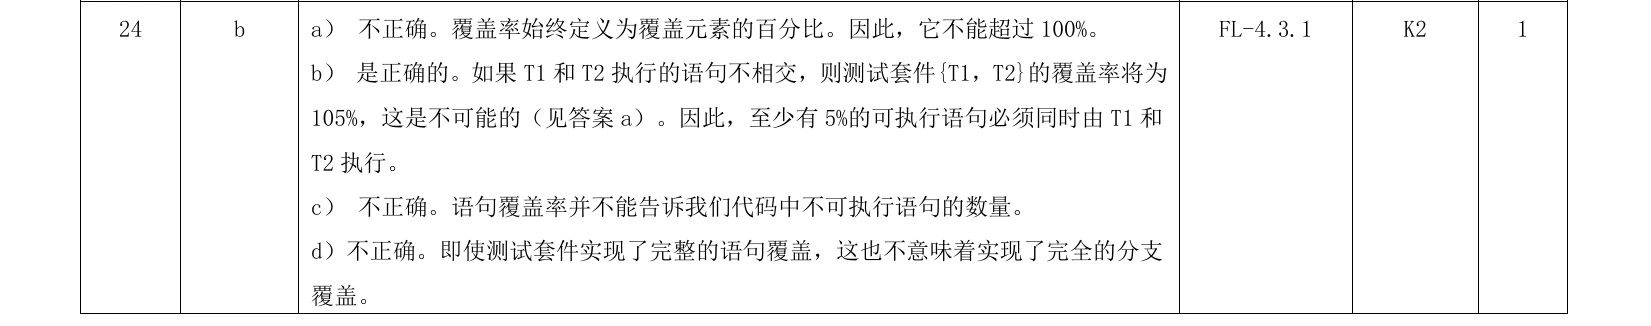 24 b a） 不正确。覆盖率始终定义为覆盖元素的百分比。因此，它不能超过 100%。 FL-4.3.1 K2 1
b） 是正确的。如果 T1 和 T2 执行的语句不相交，则测试套件{T1，T2}的覆盖率将为
105%，这是不可能的（见答案 a）。因此，至少有 5%的可执行语句必须同时由 T1 和
T2 执行。
c） 不正确。语句覆盖率并不能告诉我们代码中不可执行语句的数量。
d）不正确。即使测试套件实现了完整的语句覆盖，这也不意味着实现了完全的分支
覆盖。